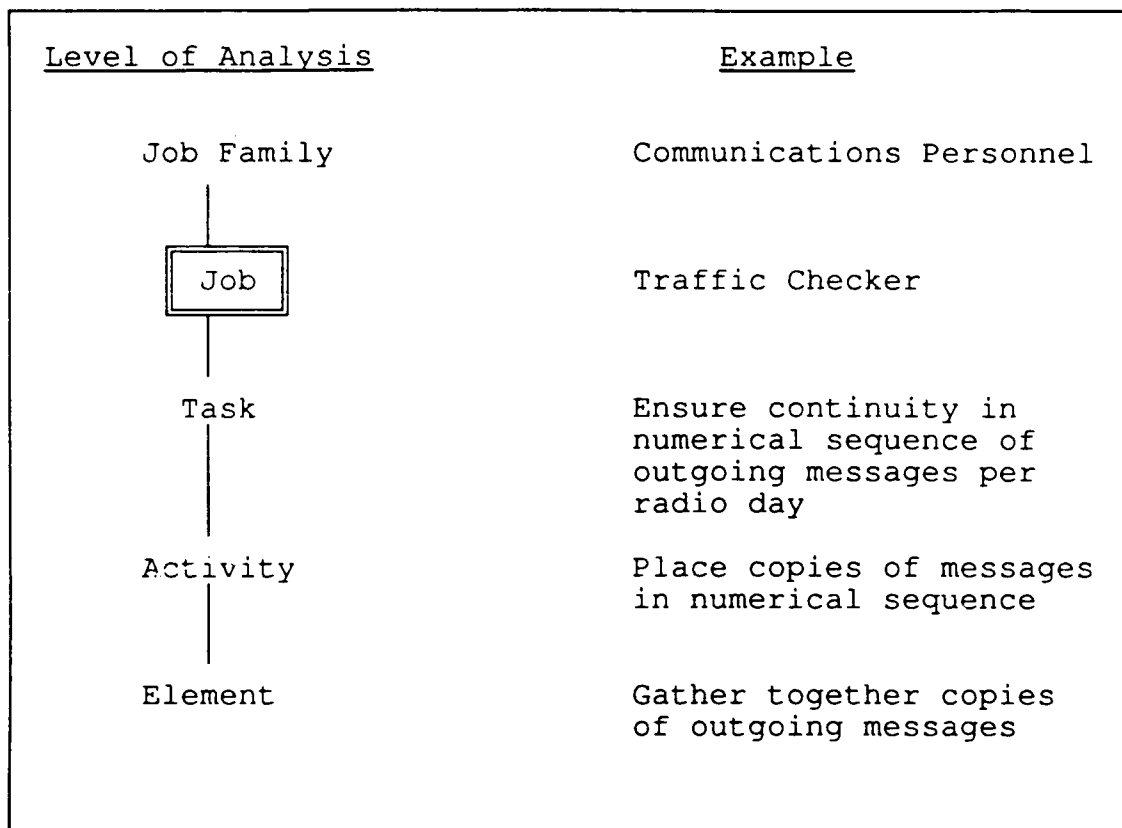 Level of Analysis Example
Job Family Communications Personnel
Job Traffic Checker
Task Ensure continuity in
numerical sequence of
outgoing messages per
radio day
Activity Place copies of messages
in numerical sequence
Element Gather together copies
of outgoing messages